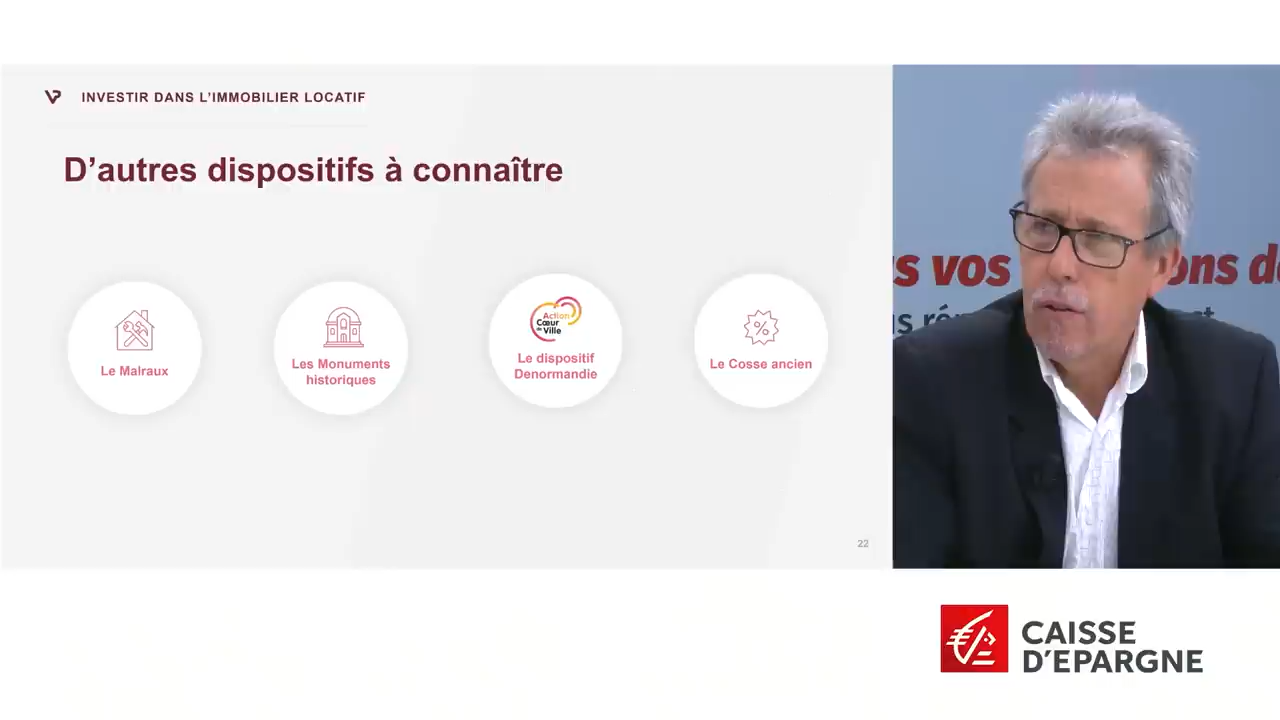 INVESTIR DANS L'IMMOBILIER LOCATIF
D'autres dispositifs à connaître
Le Malraux
Les Monuments
historiques
Action
Cœur
de Ville
Le dispositif
Denormandie
Le Cosse ancien
22
s vos
ons d
CAISSE
D'EPARGNE